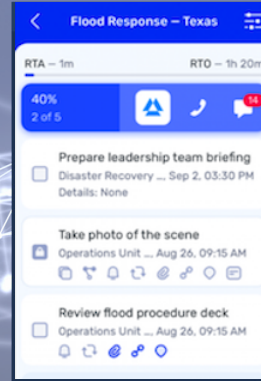 Flood Response – Texas
RTA – 1m
RTO – 1h 20m
40%
2 of 5
14
Prepare leadership team briefing
Disaster Recovery ..., Sep 2, 03:30 PM
Details: None
Take photo of the scene
Operations Unit ..., Aug 26, 09:15 AM
Review flood procedure deck
Operations Unit ..., Aug 26, 09:15 AM